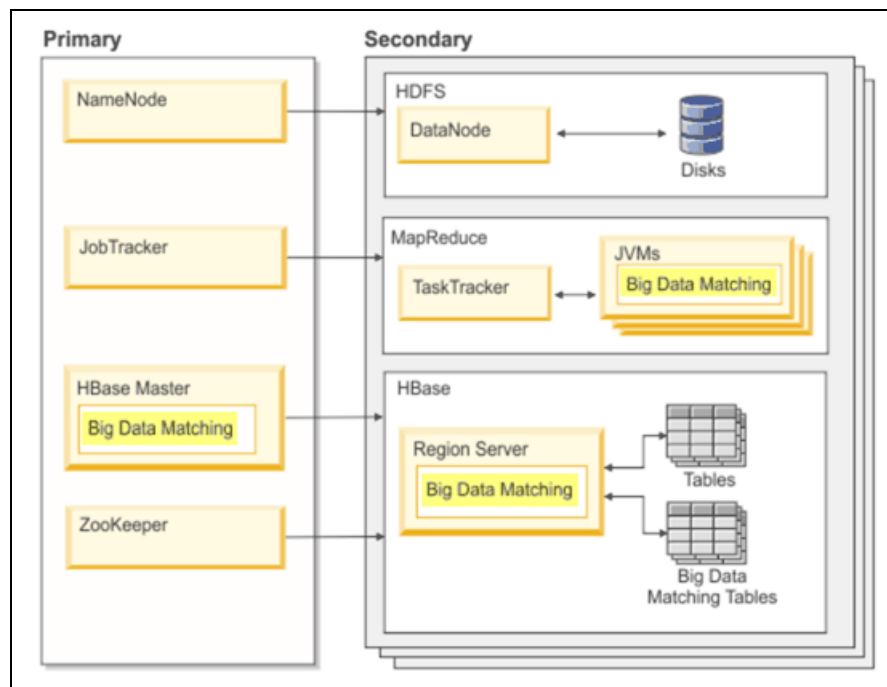 Primary
Secondary
NameNode
HDFS
DataNode
Disks
JobTracker
MapReduce
TaskTracker
JVMs
Big Data Matching
HBase Master
Big Data Matching
HBase
Region Server
Big Data Matching
Tables
ZooKeeper
Big Data
Matching Tables